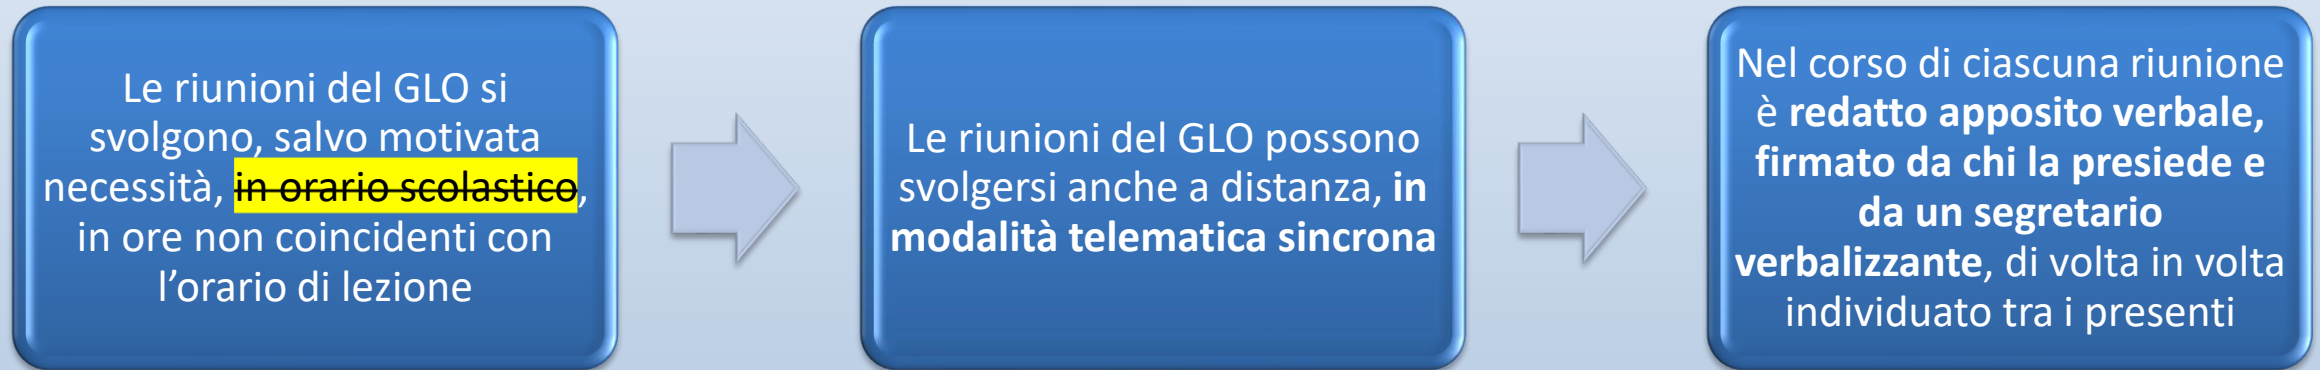 Le riunioni del GLO si
svolgono, salvo motivata
necessità, in orario scolastico,
in ore non coincidenti con
l’orario di lezione
Le riunioni del GLO possono
svolgersi anche a distanza, in
modalità telematica sincrona
Nel corso di ciascuna riunione
è redatto apposito verbale,
firmato da chi la presiede e
da un segretario
verbalizzante, di volta in volta
individuato tra i presenti